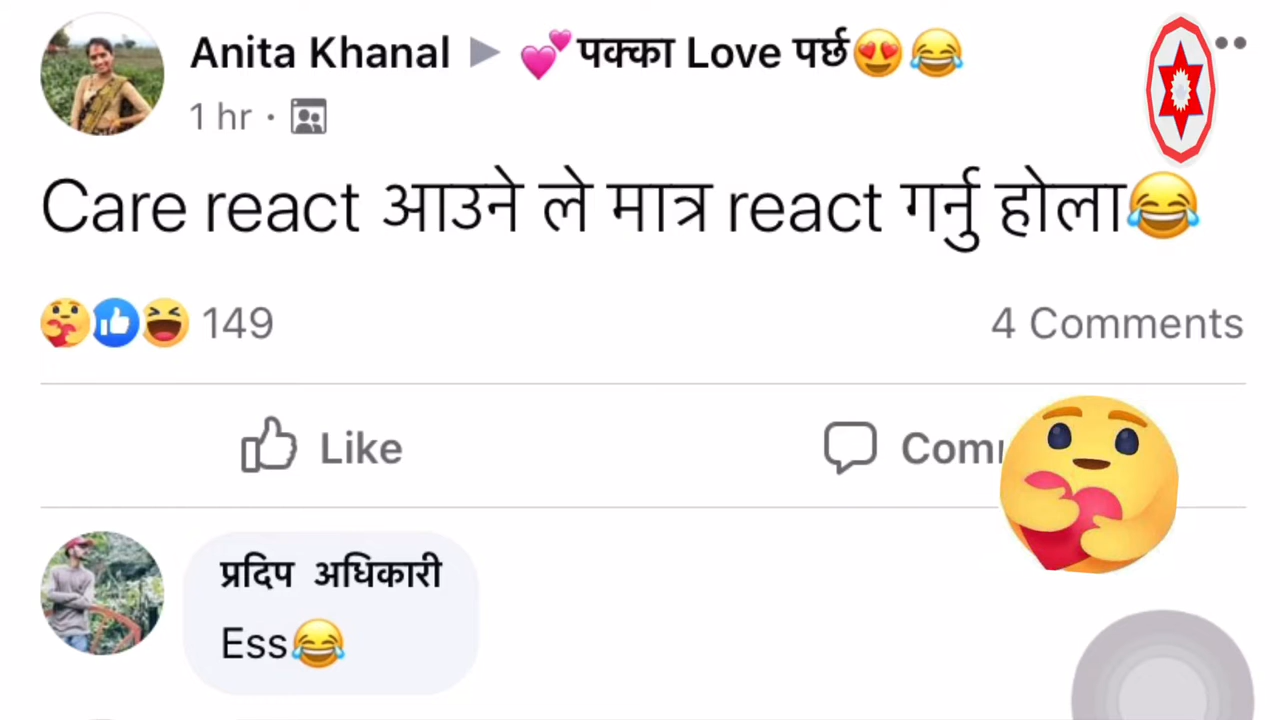 Anita Khanal ▶ 💕पक्का Love पर्छ😍😂
1 hr ·
Care react आउने ले मात्र react गर्नु होला😂
149
4 Comments
Like
Com
प्रदिप अधिकारी
Ess😂